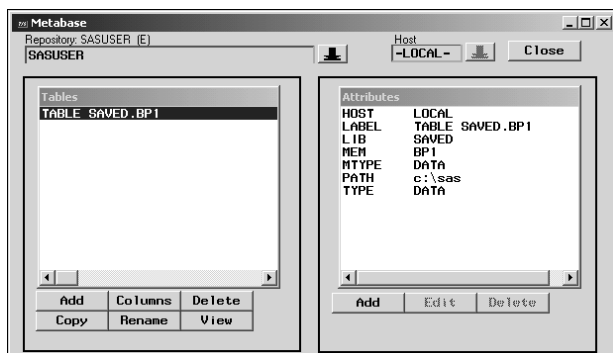 Metabase
Repository: SASUSER (E)
SASUSER
Host
-LOCAL-
Close
Tables
TABLE SAVED.BP1
Add Columns Delete
Copy Rename View
Attributes
HOST LOCAL
LABEL TABLE SAVED.BP1
LIB SAVED
MEM BP1
MTYPE DATA
PATH c:\sas
TYPE DATA
Add Edit Delete